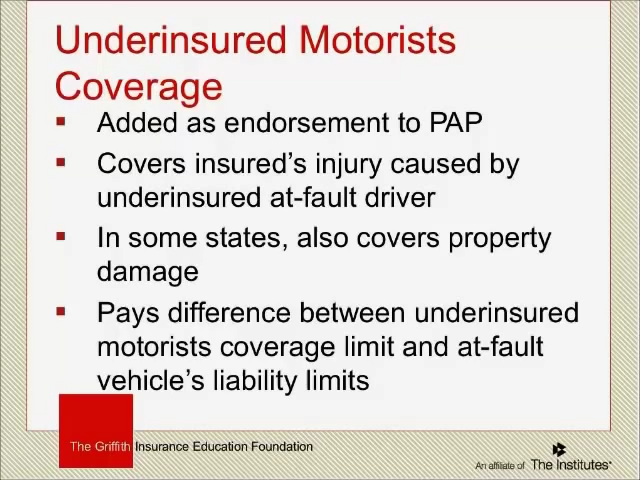 Underinsured Motorists
Coverage
▪ Added as endorsement to PAP
▪ Covers insured's injury caused by
underinsured at-fault driver
▪ In some states, also covers property
damage
▪ Pays difference between underinsured
motorists coverage limit and at-fault
vehicle's liability limits
The Griffith Insurance Education Foundation
An affiliate of The Institutes